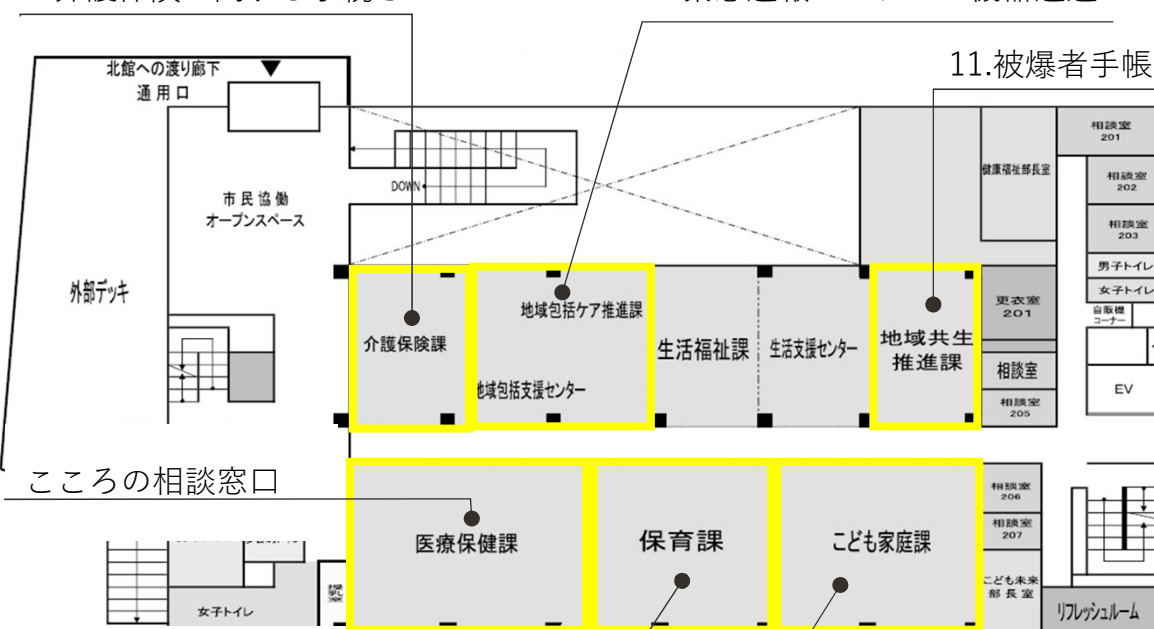 11.被爆者手帳
北館への渡り廊下
通用口
相談室
201
健康福祉部長室
相談室
202
DOWN
市民協働
オープンスペース
相談室
203
男子トイレ
外部デッキ
女子トイレ
更衣室
201
自販機
コーナー
地域包括ケア推進課
介護保険課
生活福祉課
生活支援センター
地域共生
推進課
相談室
EV
地域包括支援センター
相談室
205
こころの相談窓口
相談室
206
医療保健課
保育課
こども家庭課
相談室
207
こども未来
部長室
授乳室
女子トイレ
リフレッシュルーム